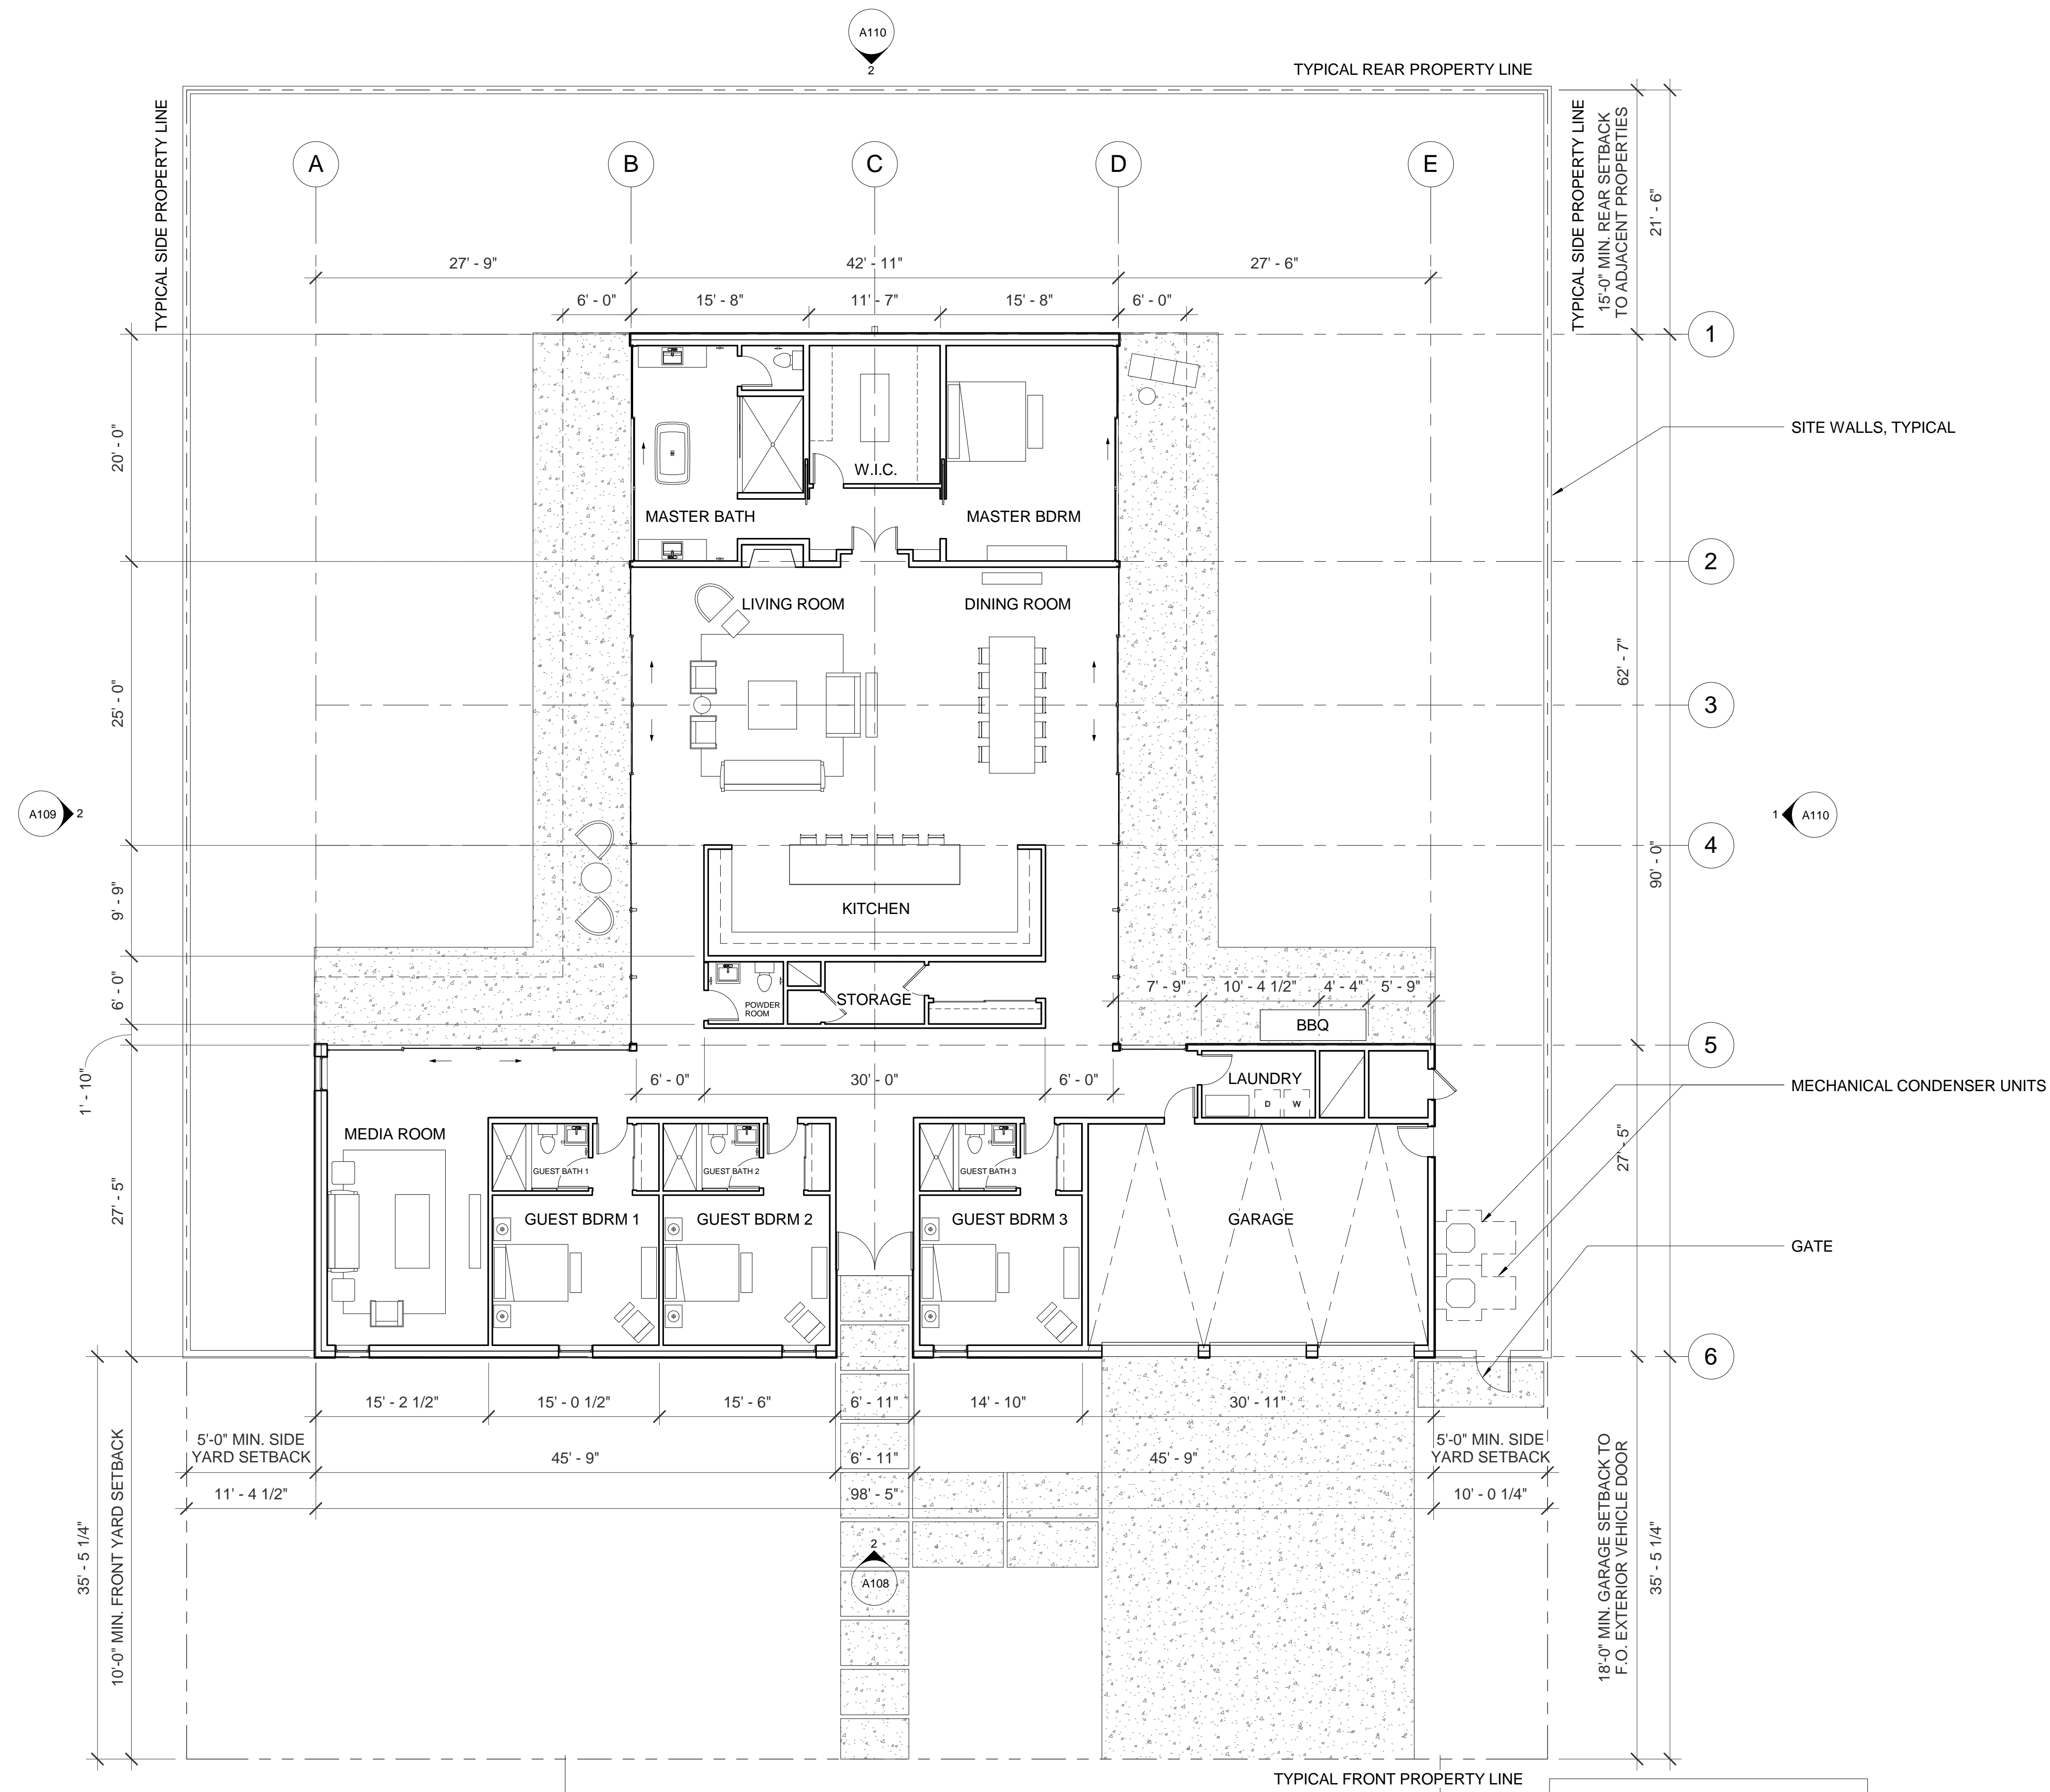 A110
2
TYPICAL REAR PROPERTY LINE
TYPICAL SIDE PROPERTY LINE
TYPICAL SIDE PROPERTY LINE
15'-0" MIN. REAR SETBACK
TO ADJACENT PROPERTIES
21' - 6"
A
B
C
D
E
27' - 9"
42' - 11"
27' - 6"
6' - 0"
15' - 8"
11' - 7"
15' - 8"
6' - 0"
1
20' - 0"
SITE WALLS, TYPICAL
W.I.C.
MASTER BATH
MASTER BDRM
2
LIVING ROOM
DINING ROOM
62' - 7"
25' - 0"
3
A109
2
1
A110
4
90' - 0"
9' - 9"
KITCHEN
6' - 0"
STORAGE
POWDER
ROOM
7' - 9"
10' - 4 1/2"
4' - 4"
5' - 9"
BBQ
5
1' - 10"
6' - 0"
30' - 0"
6' - 0"
LAUNDRY
D
W
MECHANICAL CONDENSER UNITS
MEDIA ROOM
27' - 5"
GUEST BATH 1
GUEST BATH 2
GUEST BATH 3
27' - 5"
GUEST BDRM 1
GUEST BDRM 2
GUEST BDRM 3
GARAGE
GATE
6
15' - 2 1/2"
15' - 0 1/2"
15' - 6"
6' - 11"
14' - 10"
30' - 11"
5'-0" MIN. SIDE
YARD SETBACK
45' - 9"
6' - 11"
45' - 9"
5'-0" MIN. SIDE
YARD SETBACK
11' - 4 1/2"
98' - 5"
10' - 0 1/4"
35' - 5 1/4"
10'-0" MIN. FRONT YARD SETBACK
2
A108
18'-0" MIN. GARAGE SETBACK TO
F.O. EXTERIOR VEHICLE DOOR
35' - 5 1/4"
TYPICAL FRONT PROPERTY LINE